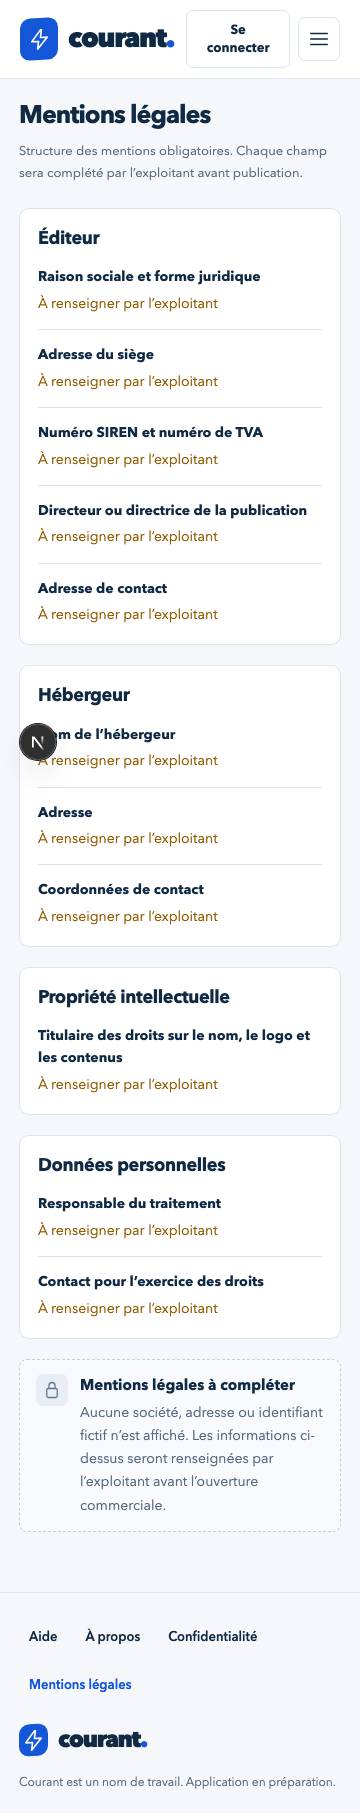 courant.
Se
connecter
Mentions légales
Structure des mentions obligatoires. Chaque champ
sera complété par l’exploitant avant publication.
Éditeur
Raison sociale et forme juridique
À renseigner par l’exploitant
Adresse du siège
À renseigner par l’exploitant
Numéro SIREN et numéro de TVA
À renseigner par l’exploitant
Directeur ou directrice de la publication
À renseigner par l’exploitant
Adresse de contact
À renseigner par l’exploitant
Hébergeur
N
om de l’hébergeur
À renseigner par l’exploitant
Adresse
À renseigner par l’exploitant
Coordonnées de contact
À renseigner par l’exploitant
Propriété intellectuelle
Titulaire des droits sur le nom, le logo et
les contenus
À renseigner par l’exploitant
Données personnelles
Responsable du traitement
À renseigner par l’exploitant
Contact pour l’exercice des droits
À renseigner par l’exploitant
Mentions légales à compléter
Aucune société, adresse ou identifiant
fictif n’est affiché. Les informations ci-
dessus seront renseignées par
l’exploitant avant l’ouverture
commerciale.
Aide À propos Confidentialité
Mentions légales
courant.
Courant est un nom de travail. Application en préparation.